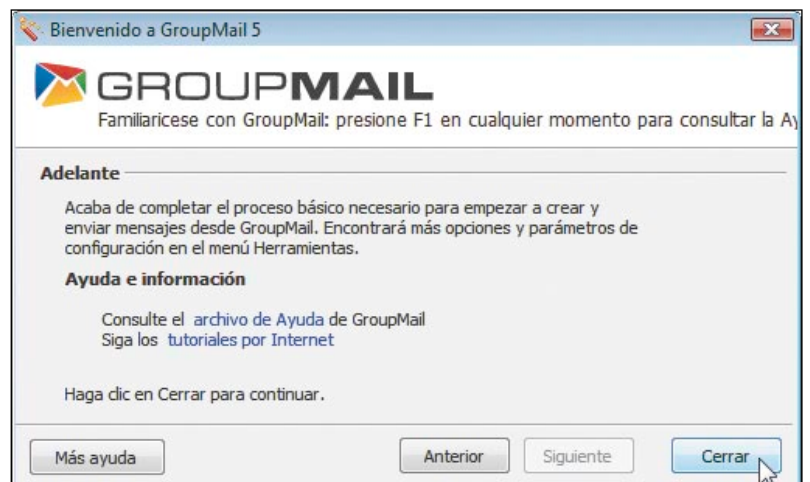 Bienvenido a GroupMail 5
GROUPMAIL
Familiaricese con GroupMail: presione F1 en cualquier momento para consultar la Ay
Adelante
Acaba de completar el proceso básico necesario para empezar a crear y
enviar mensajes desde GroupMail. Encontrará más opciones y parámetros de
configuración en el menú Herramientas.
Ayuda e información
Consulte el archivo de Ayuda de GroupMail
Siga los tutoriales por Internet
Haga clic en Cerrar para continuar.
Más ayuda
Anterior
Siguiente
Cerrar